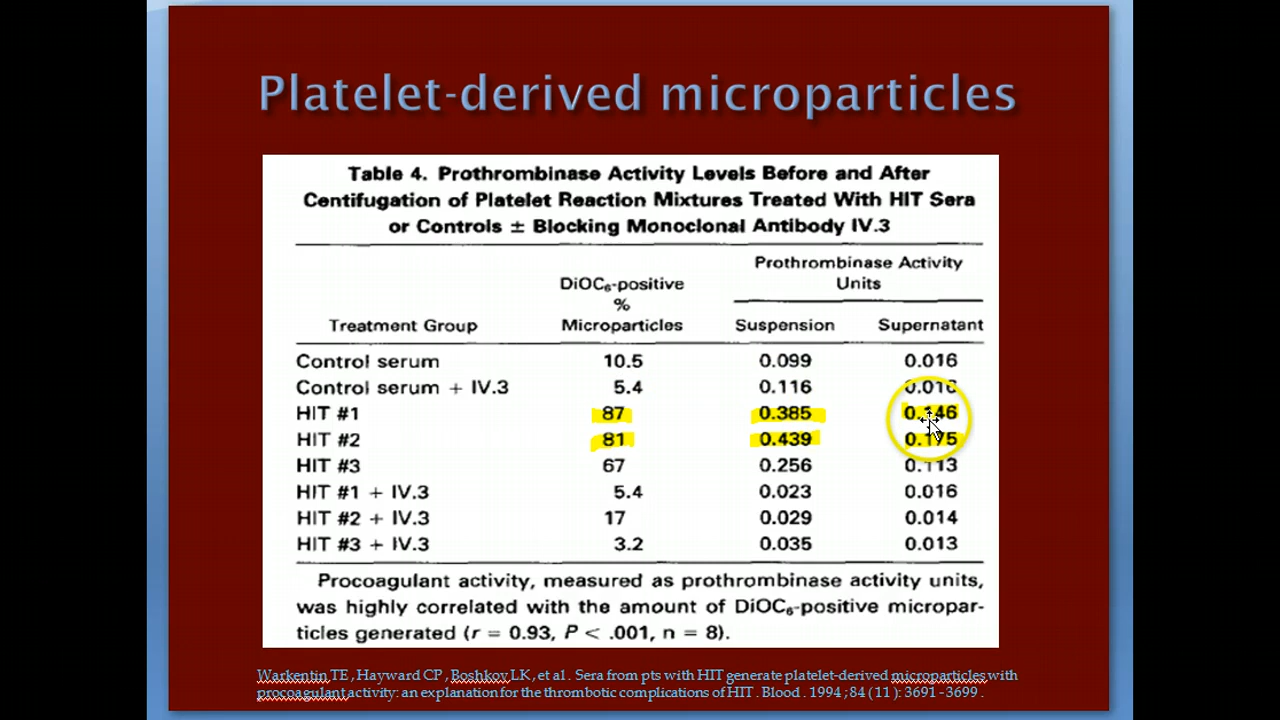 Platelet-derived microparticles
Table 4. Prothrombinase Activity Levels Before and After
Centifugation of Platelet Reaction Mixtures Treated With HIT Sera
or Controls ± Blocking Monoclonal Antibody IV.3
Prothrombinase Activity
Units
DiOC₆-positive
%
Treatment Group Microparticles Suspension Supernatant
Control serum 10.5 0.099 0.016
Control serum + IV.3 5.4 0.116
HIT #1 87 0.385 0.146
HIT #2 81 0.439 0.175
HIT #3 67 0.256 0.113
HIT #1 + IV.3 5.4 0.023 0.016
HIT #2 + IV.3 17 0.029 0.014
HIT #3 + IV.3 3.2 0.035 0.013
Procoagulant activity, measured as prothrombinase activity units,
was highly correlated with the amount of DiOC₆-positive micropar-
ticles generated (r = 0.93, P < .001, n = 8).
Warkentin TE, Hayward CP, Boshkov LK, et al. Sera from pts with HIT generate platelet-derived microparticles with
procoagulant activity: an explanation for the thrombotic complications of HIT. Blood. 1994; 84 (11): 3691-3699.